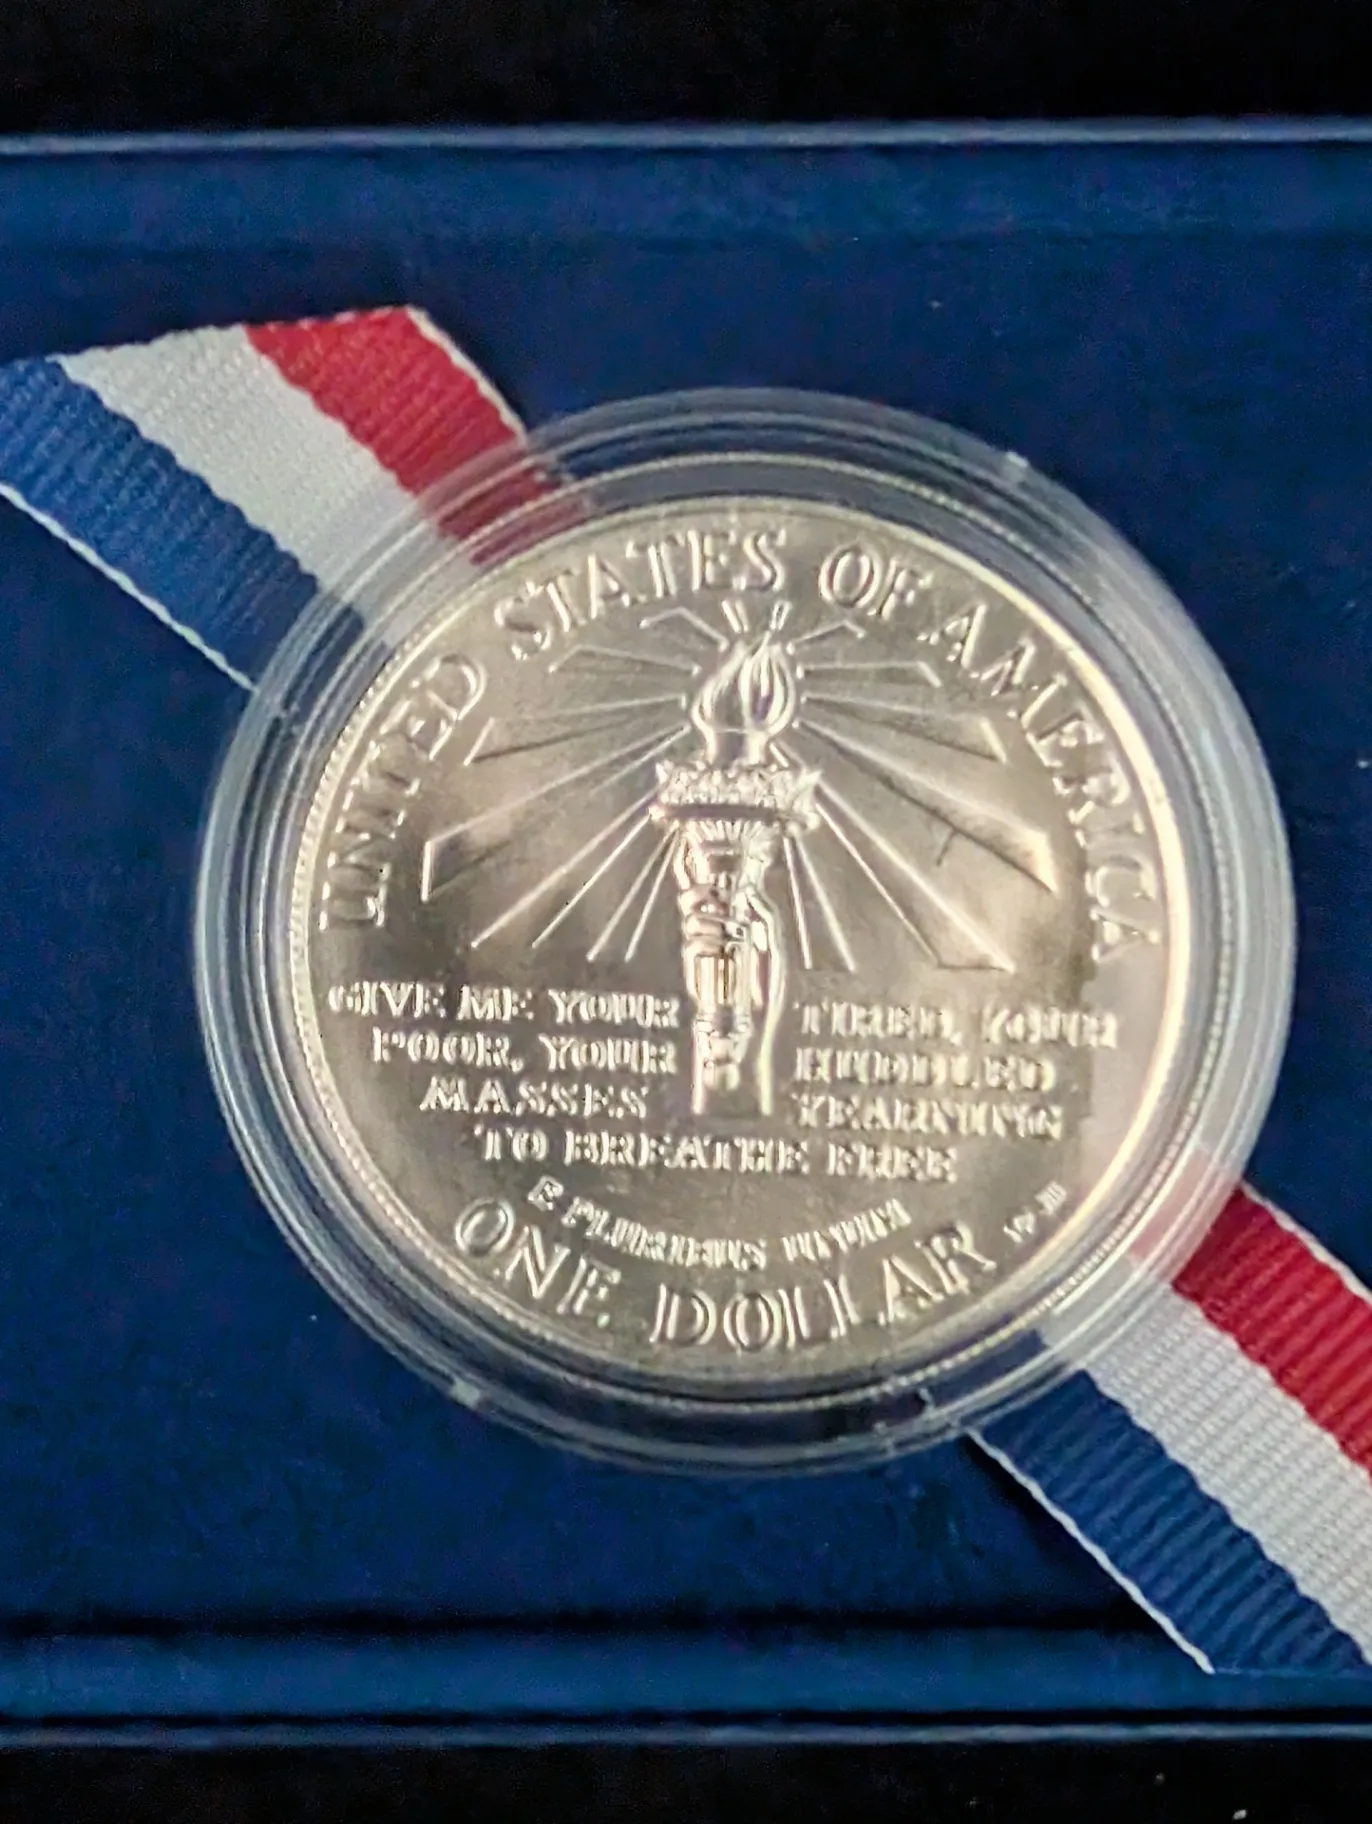 UNITED STATES OF AMERICA
GIVE ME YOUR TIRED, YOUR
POOR, YOUR HUDDLED
MASSES YEARNING
TO BREATHE FREE
E PLURIBUS UNUM
ONE DOLLAR